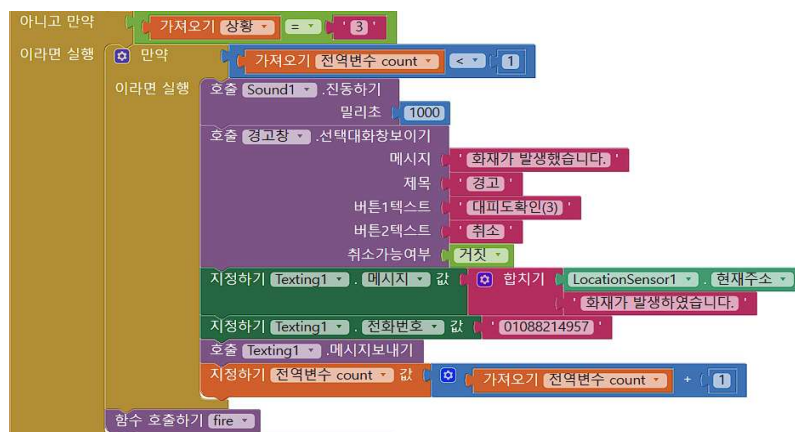 아니고 만약 가져오기 상황 = '3'
이라면 실행 만약 가져오기 전역변수 count < 1
이라면 실행 호출 Sound1 .진동하기
밀리초 1000
호출 경고창 .선택대화창보이기
메시지 '화재가 발생했습니다.'
제목 '경고'
버튼1텍스트 '대피도확인(3)'
버튼2텍스트 '취소'
취소가능여부 거짓
지정하기 Texting1 . 메시지 값 합치기 LocationSensor1 . 현재주소
'화재가 발생하였습니다.'
지정하기 Texting1 . 전화번호 값 '01088214957'
호출 Texting1 .메시지보내기
지정하기 전역변수 count 값 가져오기 전역변수 count + 1
함수 호출하기 fire